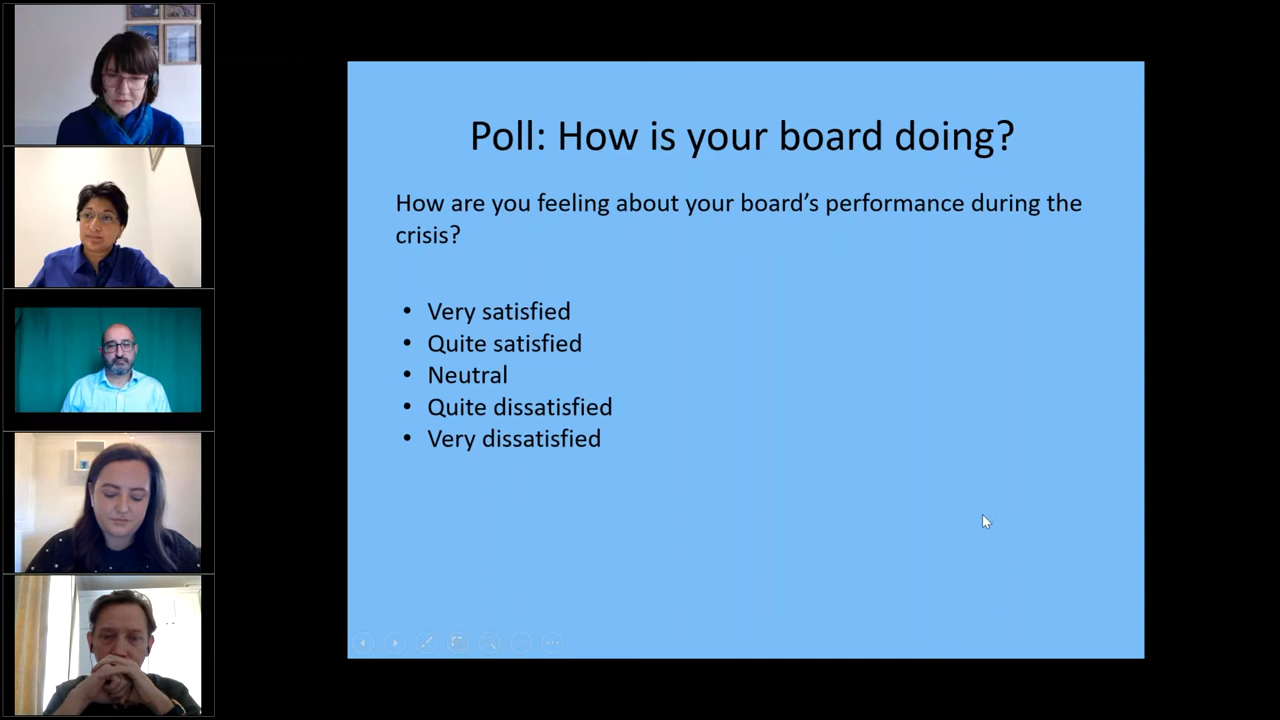 Poll: How is your board doing?
How are you feeling about your board’s performance during the
crisis?
• Very satisfied
• Quite satisfied
• Neutral
• Quite dissatisfied
• Very dissatisfied